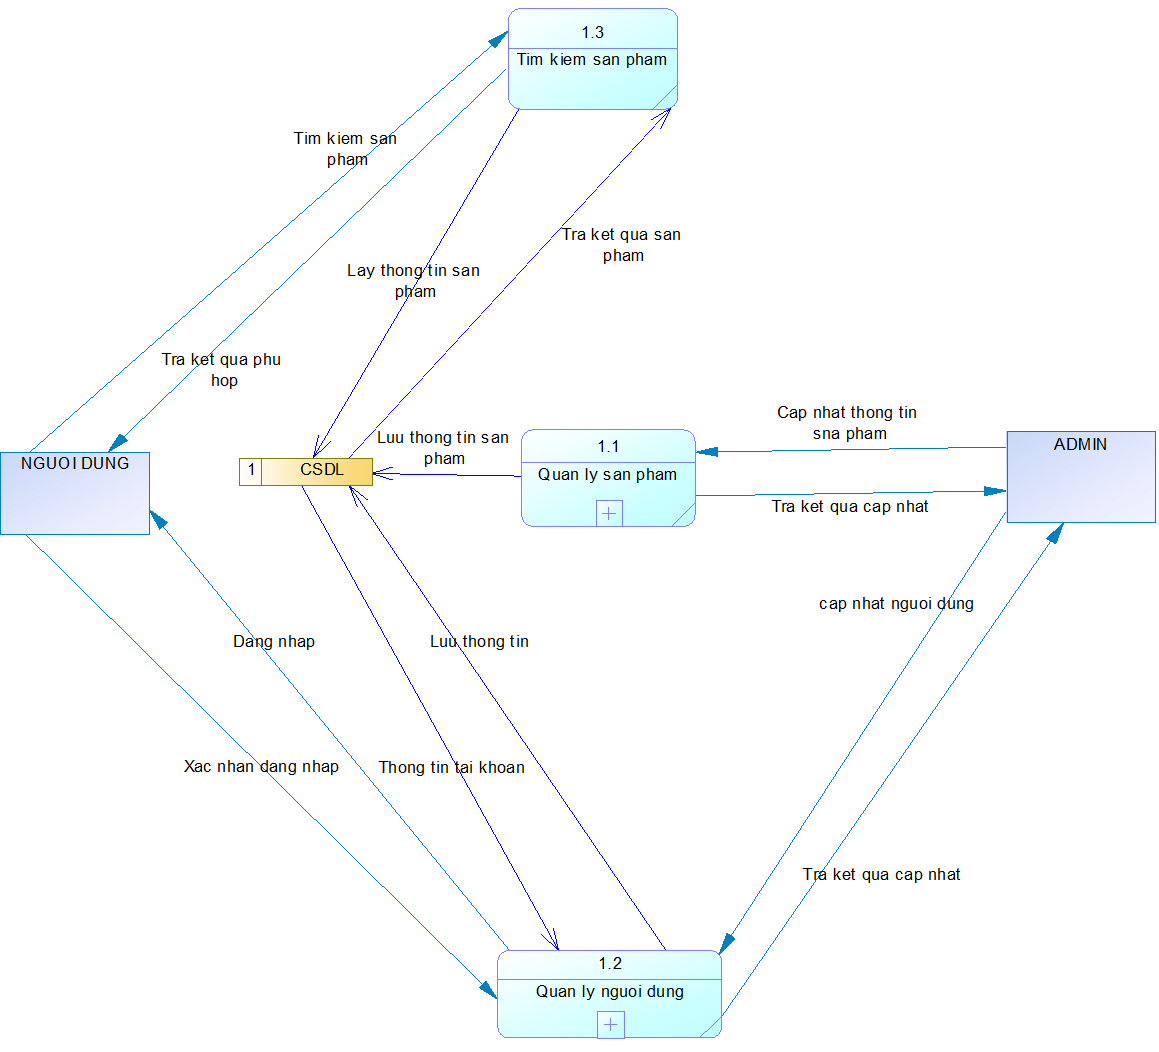 1.3
Tim kiem san pham
Tim kiem san
pham
Tra ket qua san
pham
Lay thong tin san
pham
Tra ket qua phu
hop
Cap nhat thong tin
sna pham
Luu thong tin san
pham
1.1
Quan ly san pham
ADMIN
NGUOI DUNG
1
CSDL
Tra ket qua cap nhat
cap nhat nguoi dung
Dang nhap
Luu thong tin
Xac nhan dang nhap
Thong tin tai khoan
Tra ket qua cap nhat
1.2
Quan ly nguoi dung